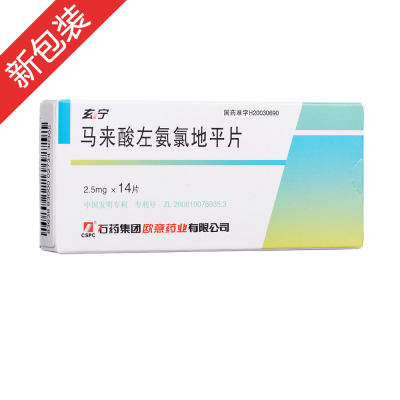 新包装
玄宁
国药准字H20030690
马来酸左氨氯地平片
2.5mg × 14片
中国发明专利 专利号 ZL 200610076935.3
CSPC
石药集团欧意药业有限公司